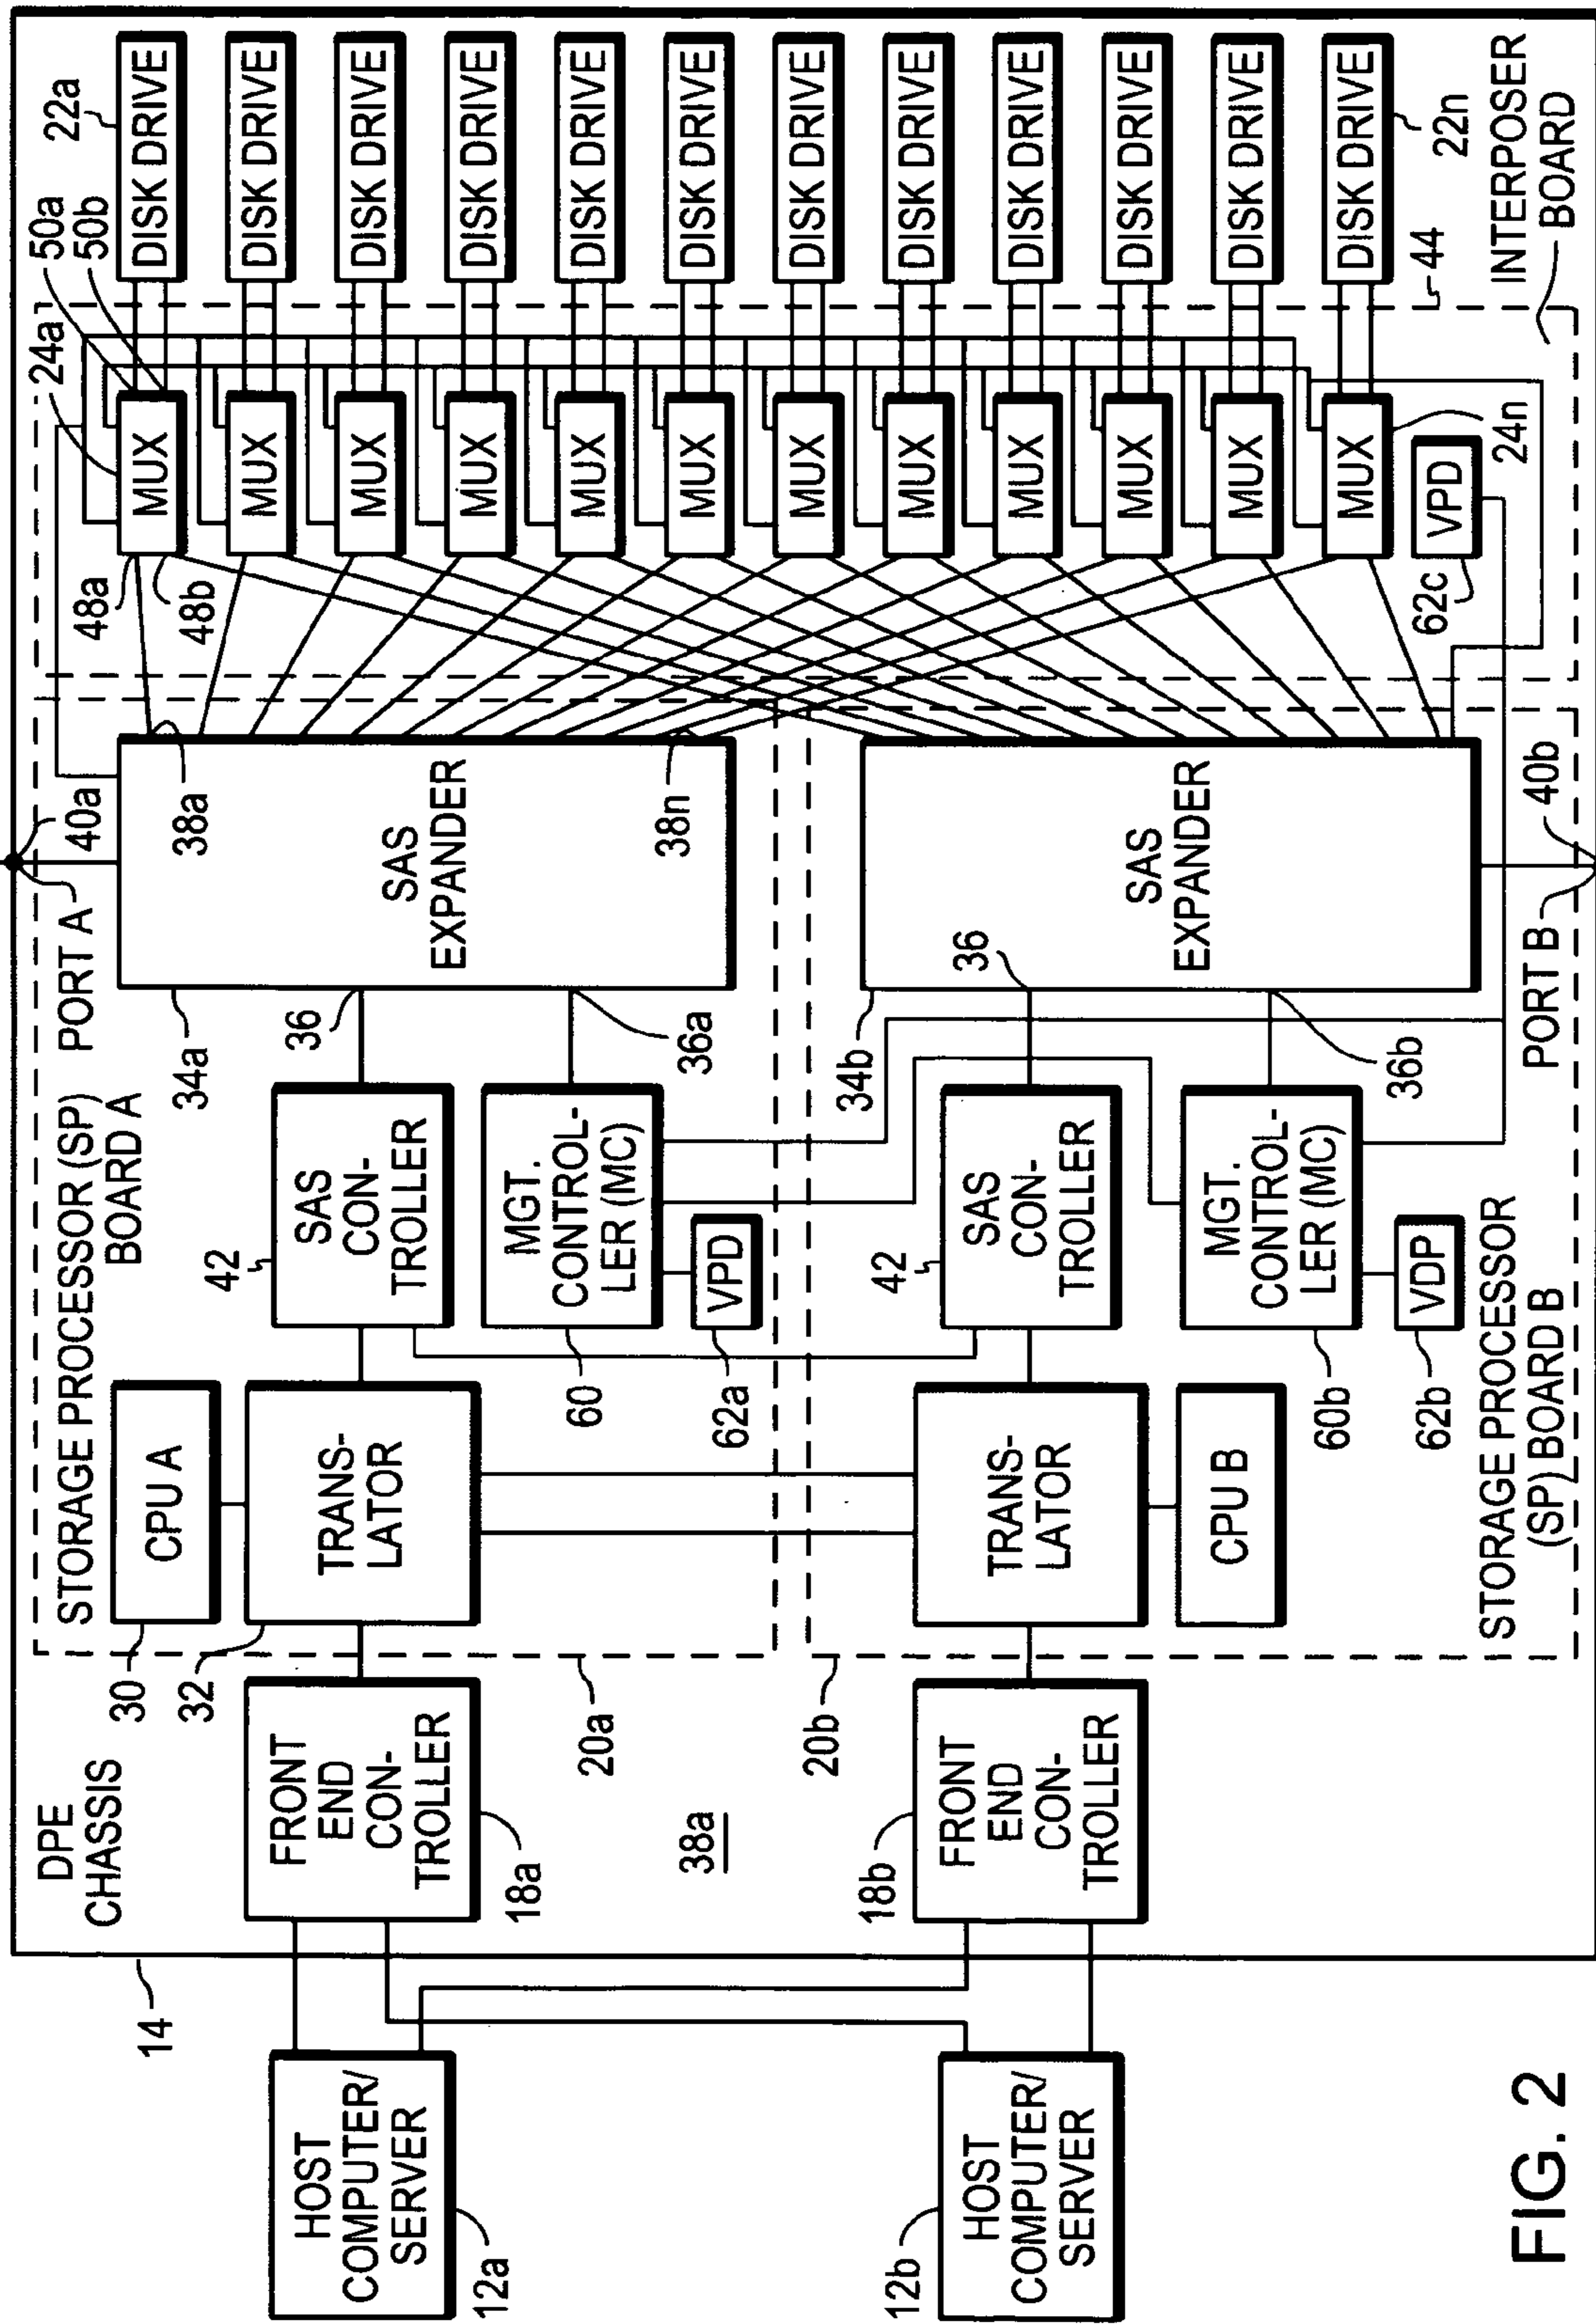 14
DPE
CHASSIS
HOST
COMPUTER/
SERVER
12a
HOST
COMPUTER/
SERVER
12b
FRONT
END
CON-
TROLLER
18a
38a
FRONT
END
CON-
TROLLER
18b
STORAGE PROCESSOR (SP)
BOARD A
30
CPU A
32
TRANS-
LATOR
20a
42
SAS
CON-
TROLLER
36
MGT.
CONTROL-
LER (MC)
60
36a
VPD
62a
PORT A
40a
34a
SAS
EXPANDER
38a
38n
20b
TRANS-
LATOR
CPU B
42
SAS
CON-
TROLLER
36
MGT.
CONTROL-
LER (MC)
60b
36b
VDP
62b
34b
SAS
EXPANDER
PORT B
40b
STORAGE PROCESSOR
(SP) BOARD B
24a
50a
50b
22a
48a
48b
MUX
DISK DRIVE
MUX
DISK DRIVE
MUX
DISK DRIVE
MUX
DISK DRIVE
MUX
DISK DRIVE
MUX
DISK DRIVE
MUX
DISK DRIVE
MUX
DISK DRIVE
MUX
DISK DRIVE
MUX
DISK DRIVE
MUX
DISK DRIVE
MUX
DISK DRIVE
24n
22n
VPD
62c
44
INTERPOSER
BOARD
FIG. 2